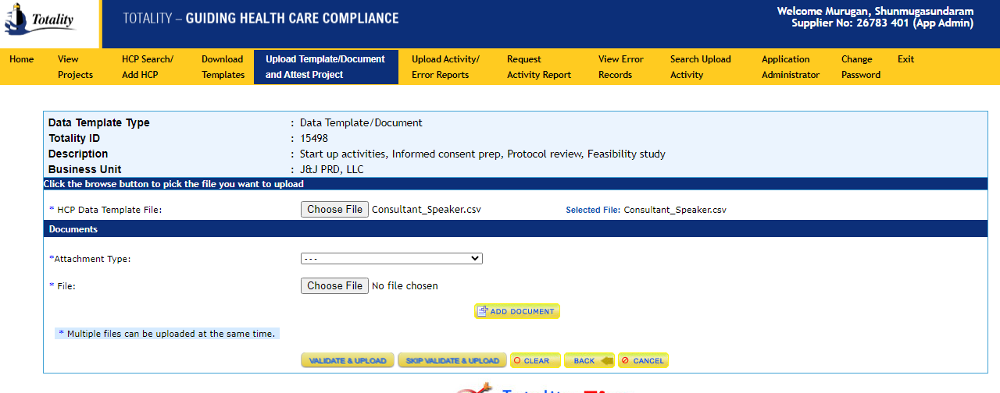 Totality
TOTALITY – GUIDING HEALTH CARE COMPLIANCE
Welcome Murugan, Shunmugasundaram
Supplier No: 26783 401 (App Admin)
Home
View
Projects
HCP Search/
Add HCP
Download
Templates
Upload Template/Document
and Attest Project
Upload Activity/
Error Reports
Request
Activity Report
View Error
Records
Search Upload
Activity
Application
Administrator
Change
Password
Exit
Data Template Type : Data Template/Document
Totality ID : 15498
Description : Start up activities, Informed consent prep, Protocol review, Feasibility study
Business Unit : J&J PRD, LLC
Click the browse button to pick the file you want to upload
* HCP Data Template File: Choose File Consultant_Speaker.csv Selected File: Consultant_Speaker.csv
Documents
*Attachment Type: ---
* File: Choose File No file chosen
ADD DOCUMENT
* Multiple files can be uploaded at the same time.
VALIDATE & UPLOAD SKIP VALIDATE & UPLOAD CLEAR BACK CANCEL